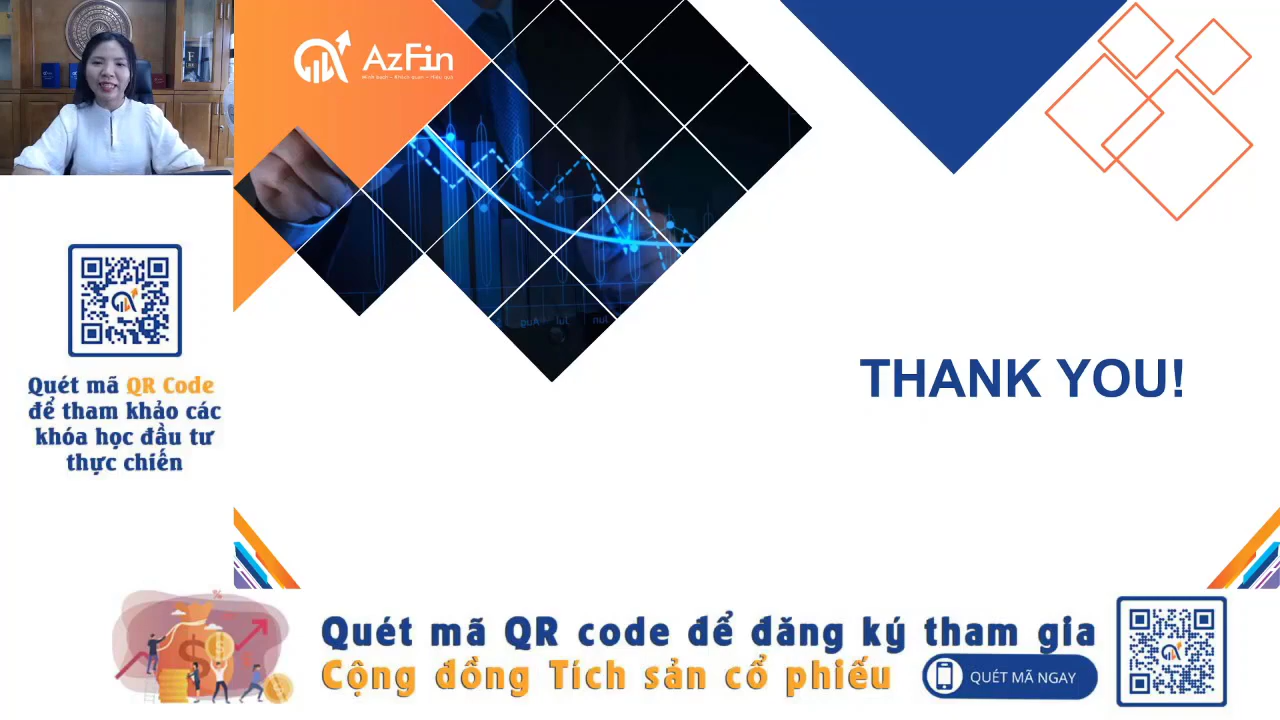 AzFin
THANK YOU!
Quét mã QR Code
để tham khảo các
khóa học đầu tư
thực chiến
Quét mã QR code để đăng ký tham gia
Cộng đồng Tích sản cổ phiếu
QUÉT MÃ NGAY